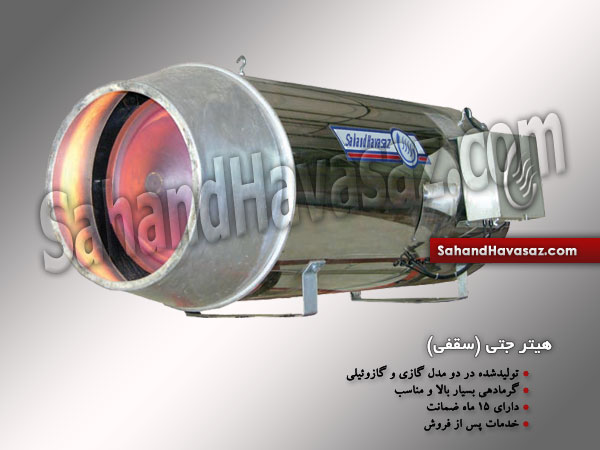 SahandHavasaz
SahandHavasaz.com
SahandHavasaz.com
هیتر جتی (سقفی)
• تولیدشده در دو مدل گازی و گازوئیلی
• گرمادهی بسیار بالا و مناسب
• دارای ۱۵ ماه ضمانت
• خدمات پس از فروش